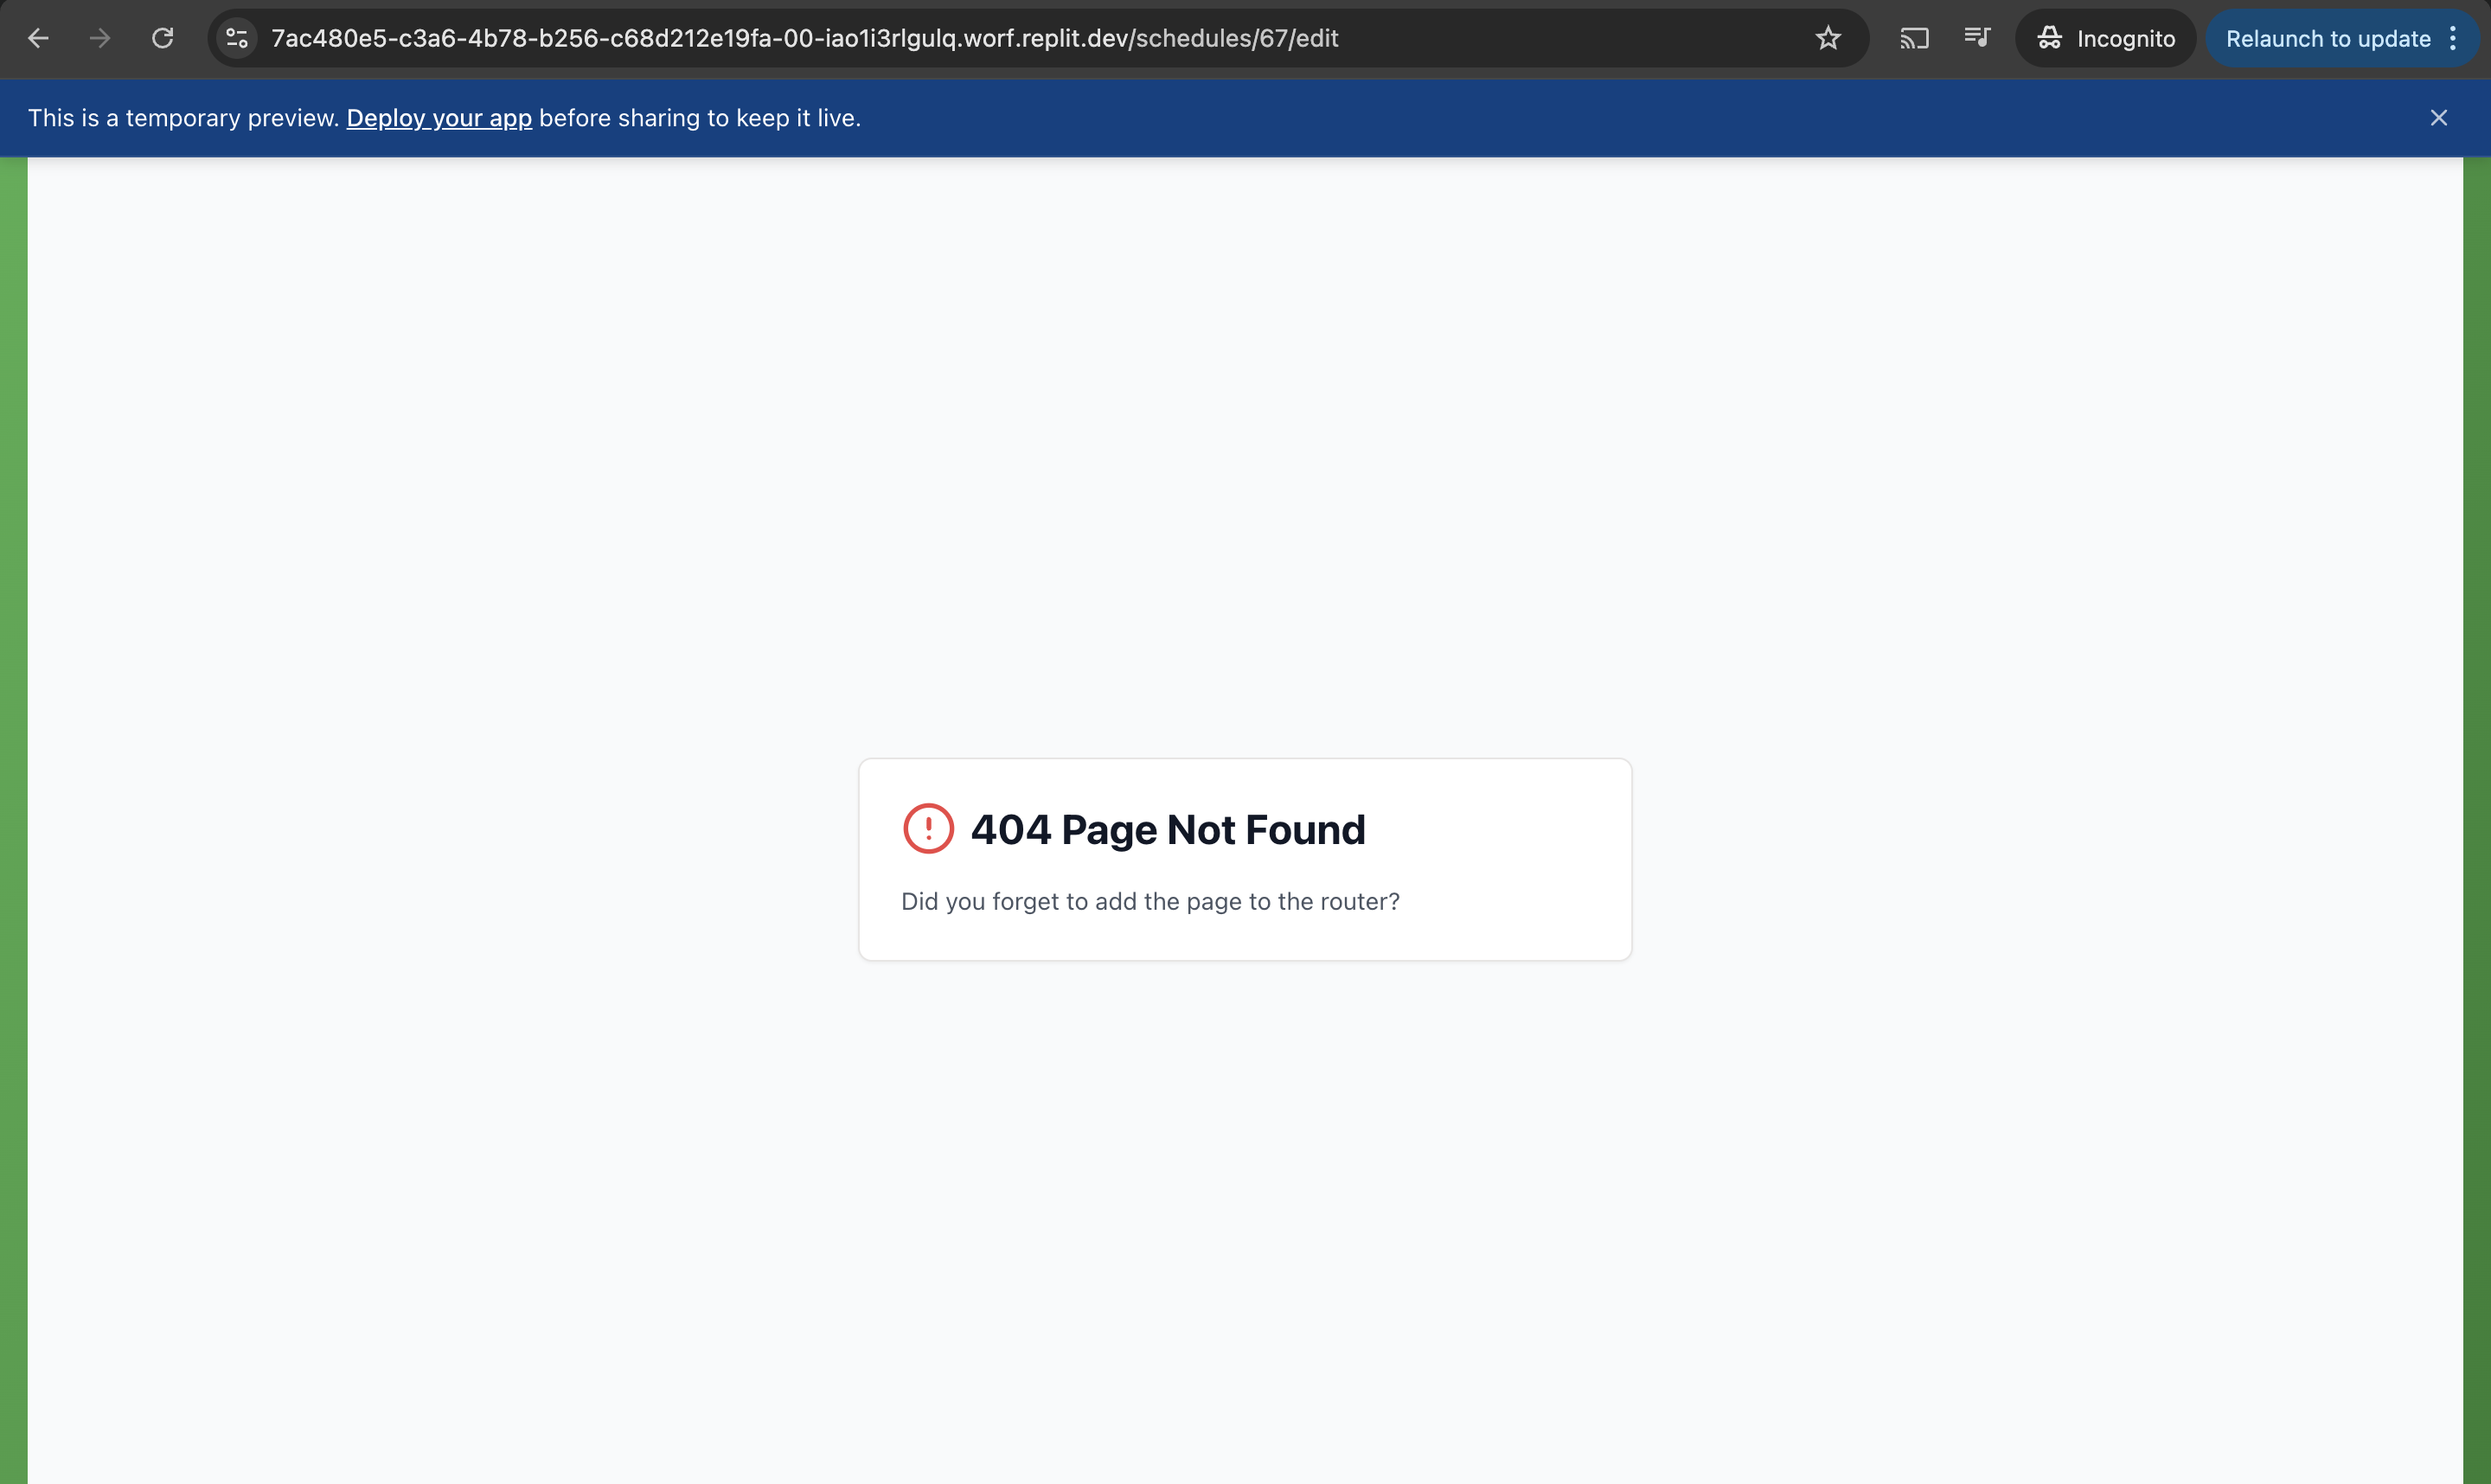 7ac480e5-c3a6-4b78-b256-c68d212e19fa-00-iao1i3rlgulq.worf.replit.dev/schedules/67/edit
Incognito
Relaunch to update
This is a temporary preview. Deploy your app before sharing to keep it live.
404 Page Not Found
Did you forget to add the page to the router?